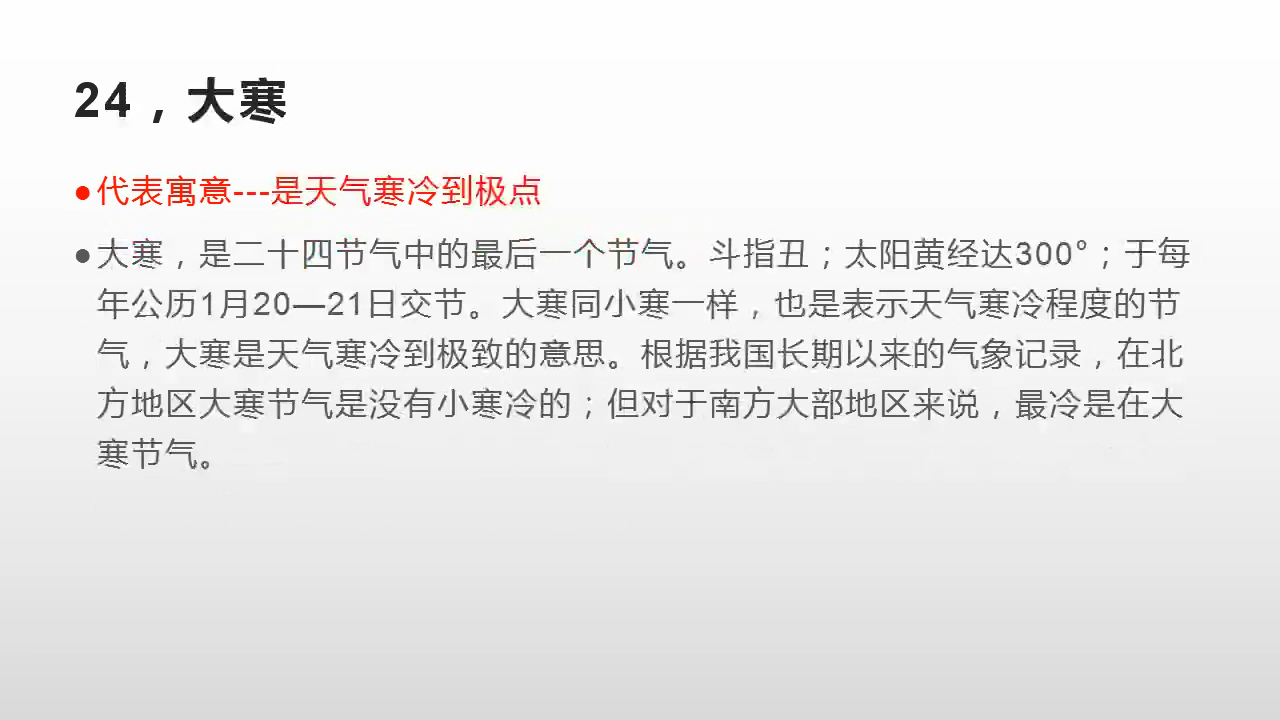 24，大寒
●代表寓意---是天气寒冷到极点
●大寒，是二十四节气中的最后一个节气。斗指丑；太阳黄经达300°；于每
年公历1月20—21日交节。大寒同小寒一样，也是表示天气寒冷程度的节
气，大寒是天气寒冷到极致的意思。根据我国长期以来的气象记录，在北
方地区大寒节气是没有小寒冷的；但对于南方大部地区来说，最冷是在大
寒节气。